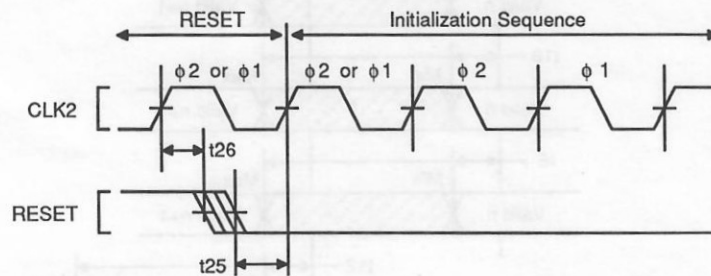 RESET
Initialization Sequence
ϕ2 or ϕ1
ϕ2 or ϕ1
ϕ2
ϕ1
CLK2
t26
RESET
t25